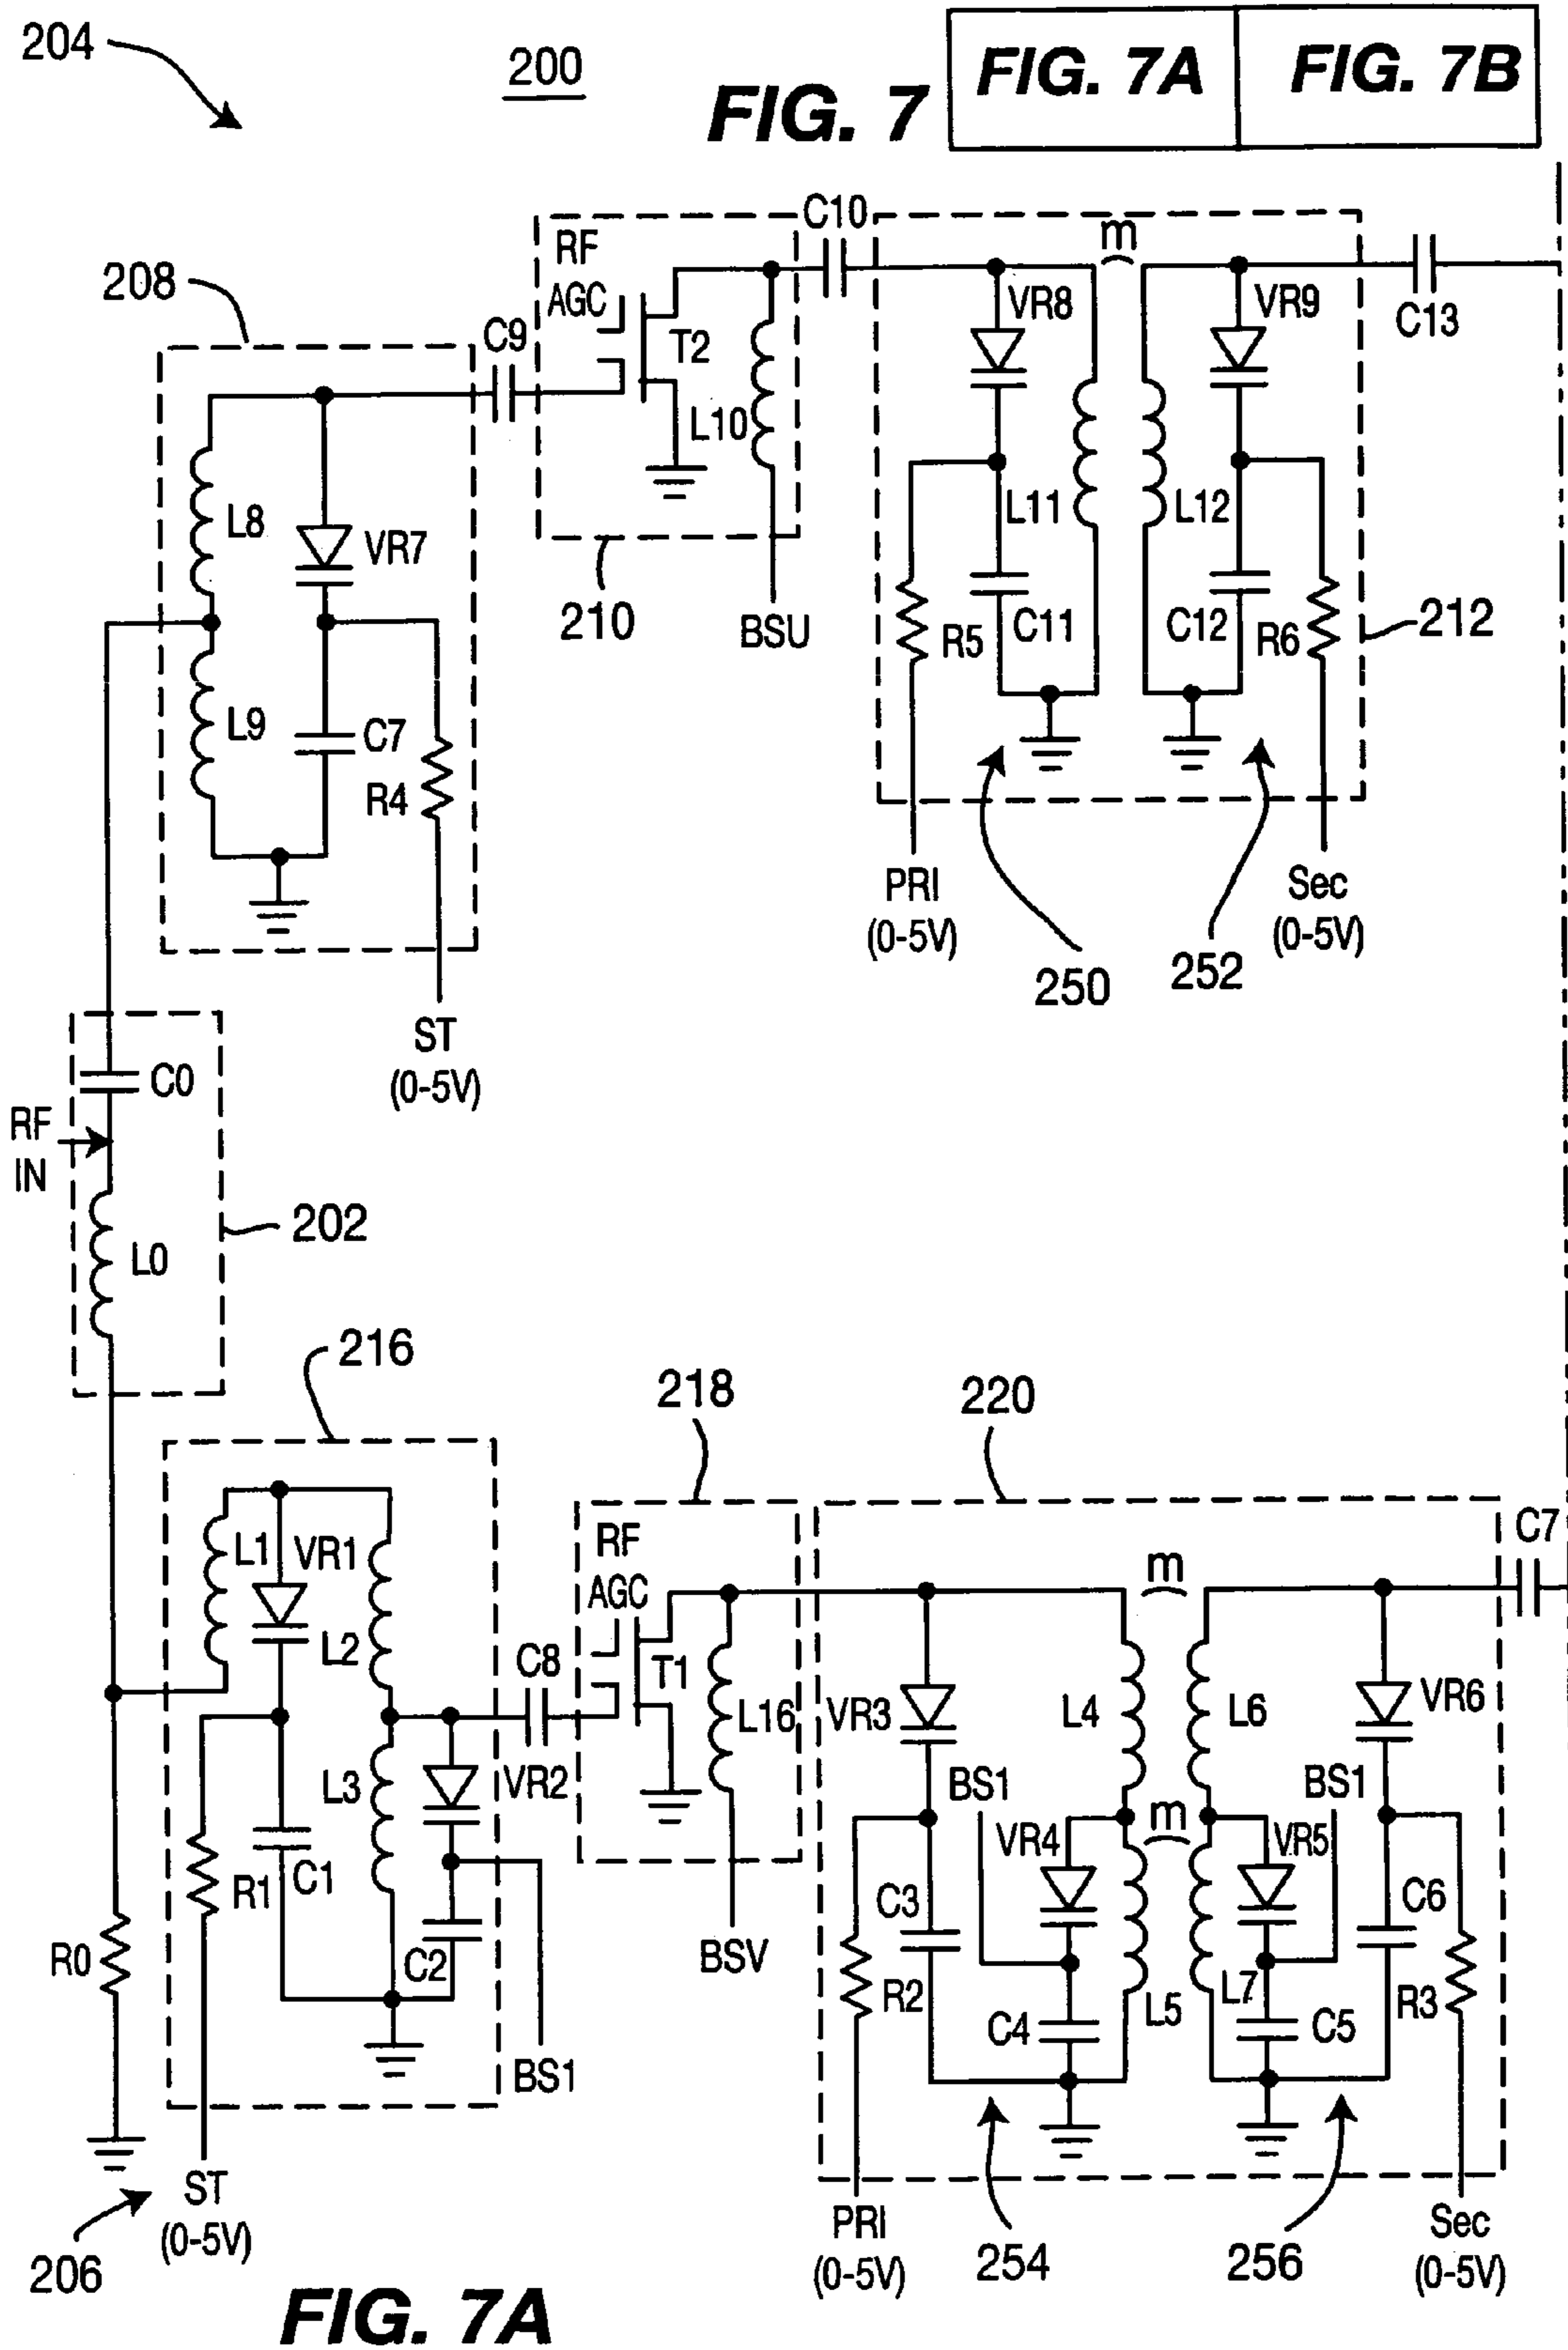 204
200
FIG. 7
FIG. 7A
FIG. 7B
208
C9
RF
AGC
T2
L10
C10
m
VR8
VR9
C13
L8
VR7
210
BSU
L11
L12
R5
C11
C12
R6
212
L9
C7
R4
PRI
(0-5V)
250
252
Sec
(0-5V)
ST
(0-5V)
C0
RF
IN
202
L0
216
218
220
L1
VR1
L2
C8
RF
AGC
T1
L16
m
C7
VR3
L4
L6
VR6
L3
VR2
BS1
VR4
m
VR5
BS1
R1
C1
C2
R0
BSV
C3
R2
C4
L5
L7
C5
C6
R3
BS1
ST
(0-5V)
206
PRI
(0-5V)
254
256
Sec
(0-5V)
FIG. 7A